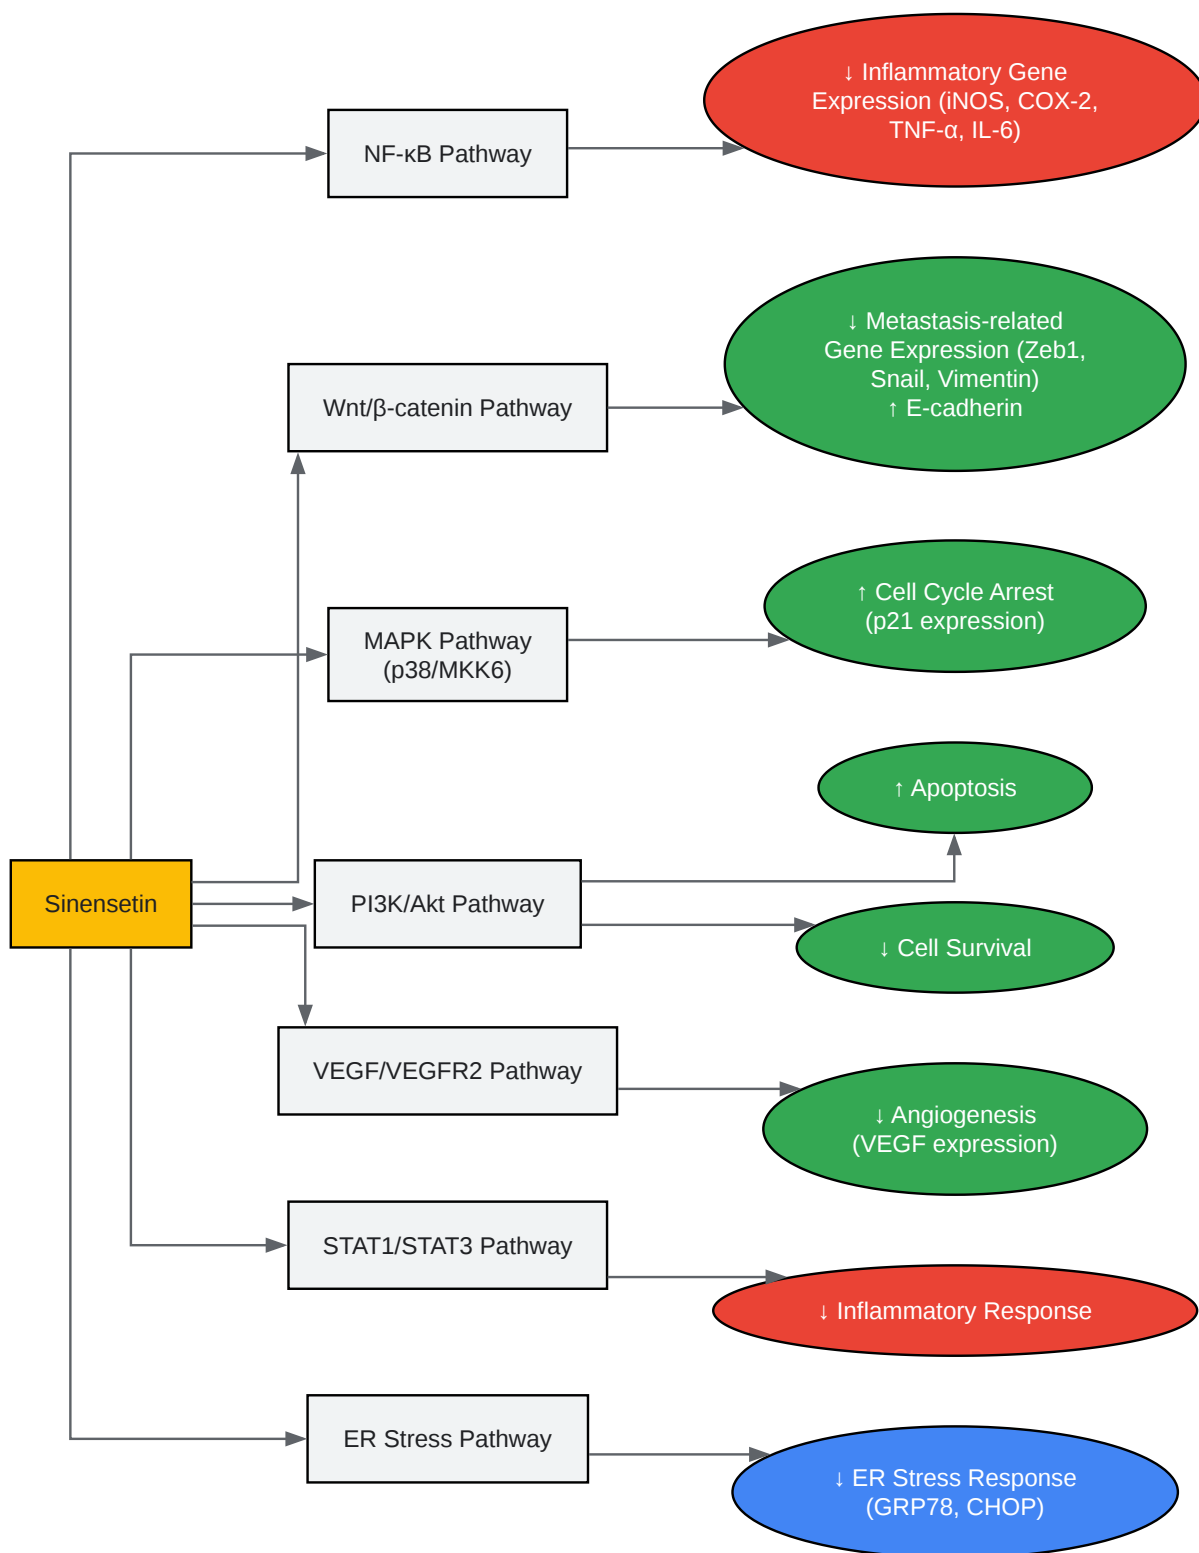 ↓ Inflammatory Gene
Expression (iNOS, COX-2,
TNF-α, IL-6)
NF-κB Pathway
↓ Metastasis-related
Gene Expression (Zeb1,
Snail, Vimentin)
↑ E-cadherin
Wnt/β-catenin Pathway
↑ Cell Cycle Arrest
(p21 expression)
MAPK Pathway
(p38/MKK6)
↑ Apoptosis
Sinensetin
PI3K/Akt Pathway
↓ Cell Survival
VEGF/VEGFR2 Pathway
↓ Angiogenesis
(VEGF expression)
STAT1/STAT3 Pathway
↓ Inflammatory Response
ER Stress Pathway
↓ ER Stress Response
(GRP78, CHOP)